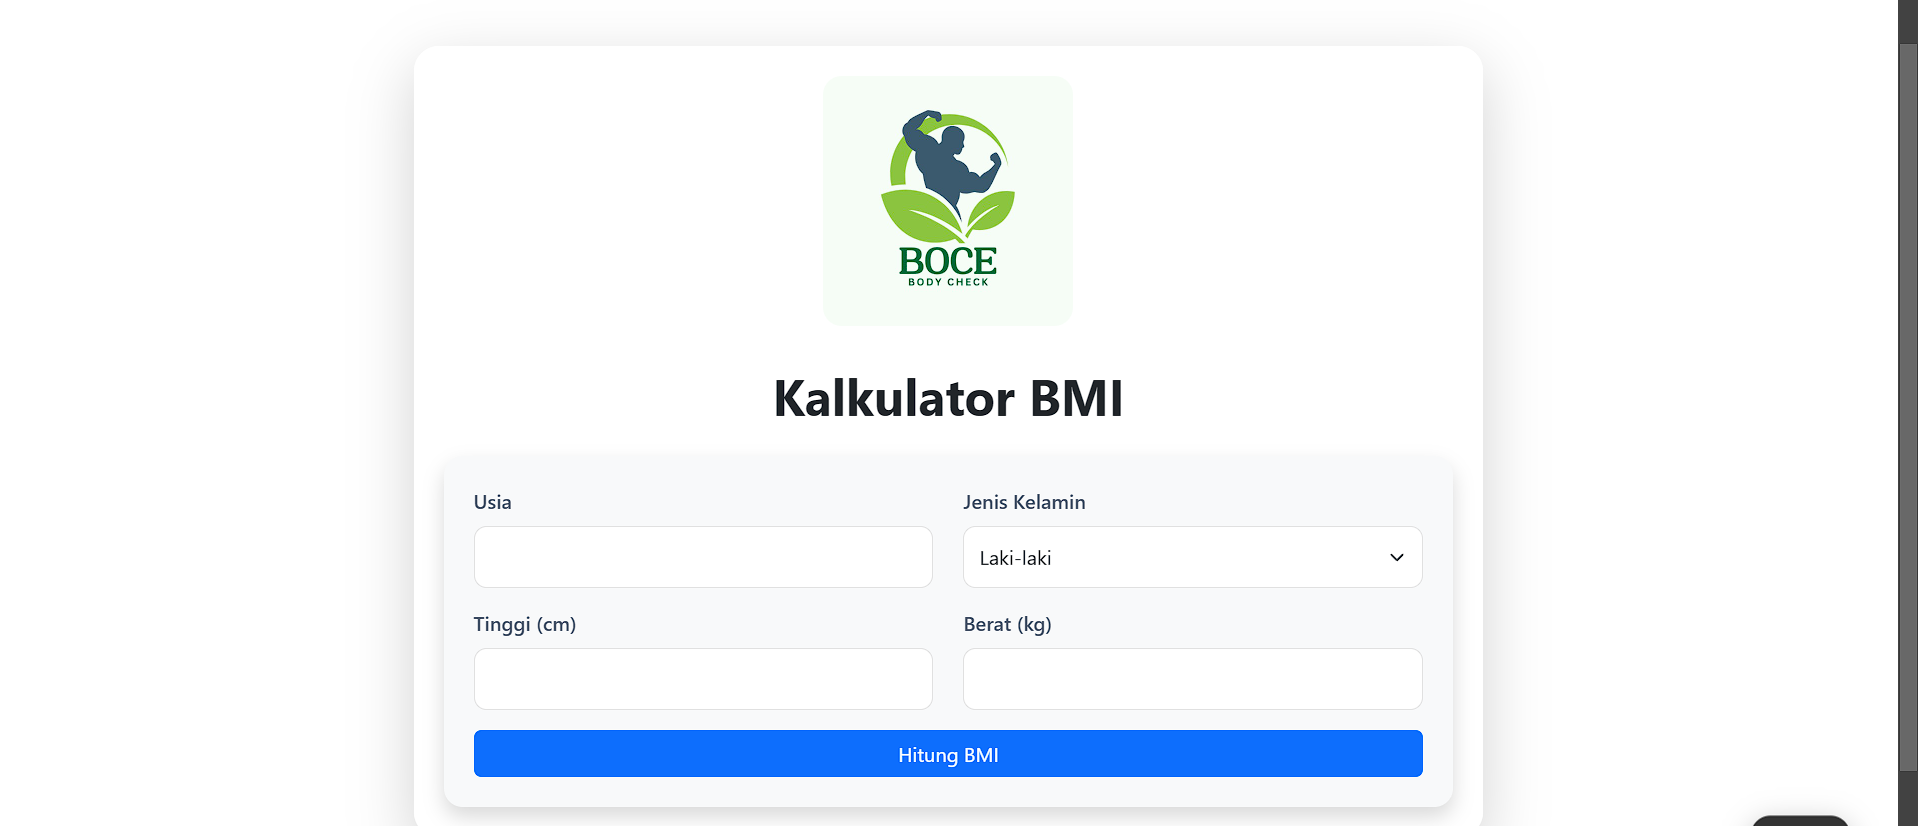 BOCE
BODY CHECK
Kalkulator BMI
Usia
Jenis Kelamin
Laki-laki
Tinggi (cm)
Berat (kg)
Hitung BMI